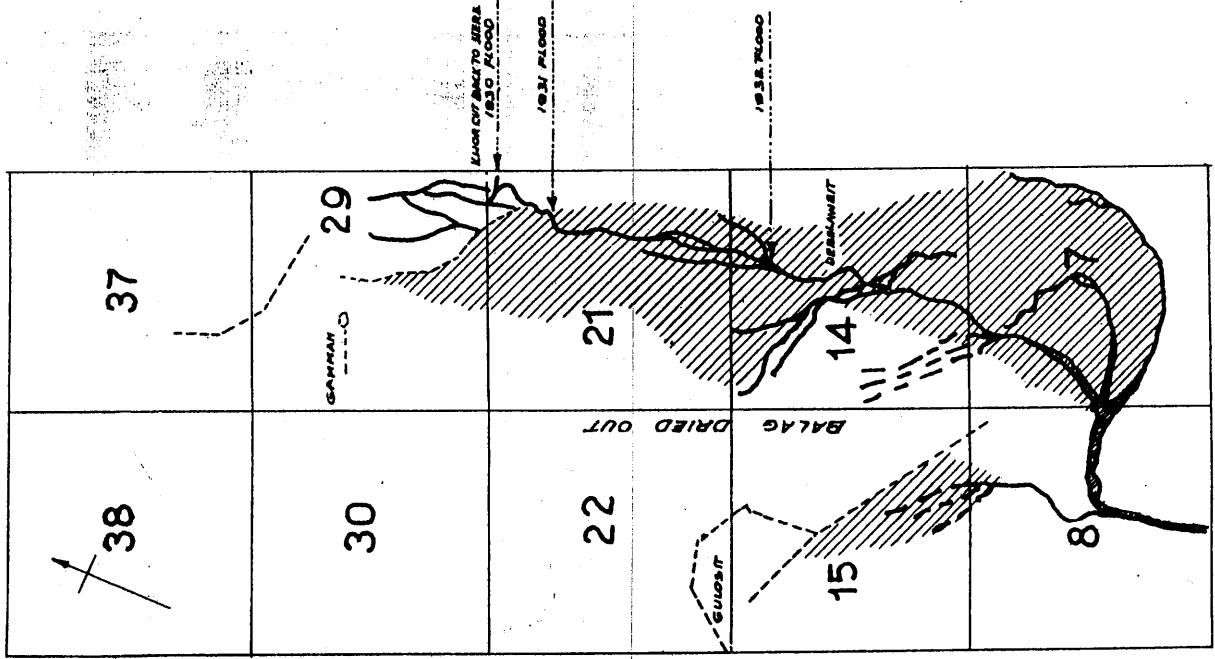 KHOR CUT BACK TO HERE
1930 FLOOD
1931 FLOOD
1932 FLOOD
37
29
38
30
GAMMAM
21
22
BALAG DRIED OUT
GULOSIT
14
15
7
8